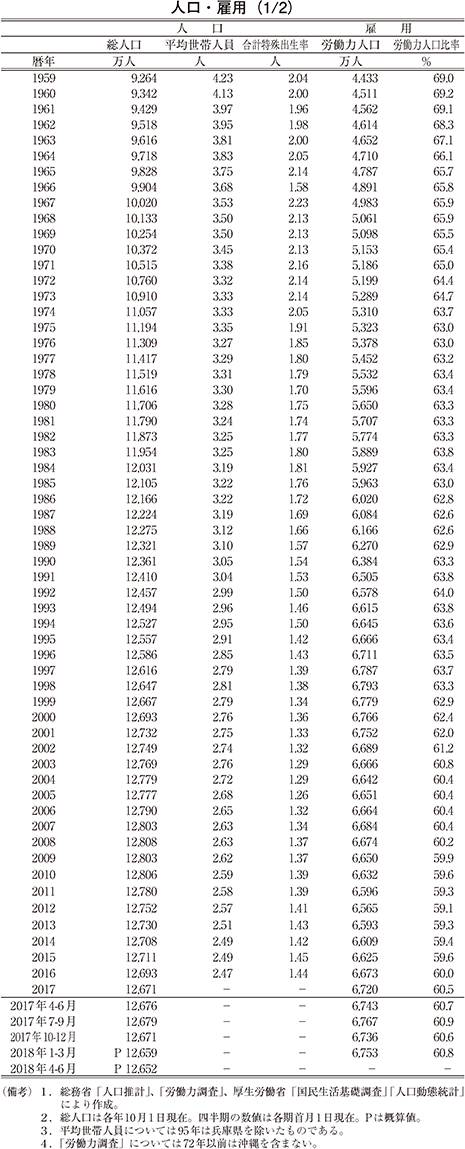 人口・雇用（1/2）
人　口　雇　用
総人口　平均世帯人員　合計特殊出生率　労働力人口　労働力人口比率
暦年　万人　人　人　万人　%
1959　9,264　4.23　2.04　4,433　69.0
1960　9,342　4.13　2.00　4,511　69.2
1961　9,429　3.97　1.96　4,562　69.1
1962　9,518　3.95　1.98　4,614　68.3
1963　9,616　3.81　2.00　4,652　67.1
1964　9,718　3.83　2.05　4,710　66.1
1965　9,828　3.75　2.14　4,787　65.7
1966　9,904　3.68　1.58　4,891　65.8
1967　10,020　3.53　2.23　4,983　65.9
1968　10,133　3.50　2.13　5,061　65.9
1969　10,254　3.50　2.13　5,098　65.5
1970　10,372　3.45　2.13　5,153　65.4
1971　10,515　3.38　2.16　5,186　65.0
1972　10,760　3.32　2.14　5,199　64.4
1973　10,910　3.33　2.14　5,289　64.7
1974　11,057　3.33　2.05　5,310　63.7
1975　11,194　3.35　1.91　5,323　63.0
1976　11,309　3.27　1.85　5,378　63.0
1977　11,417　3.29　1.80　5,452　63.2
1978　11,519　3.31　1.79　5,532　63.4
1979　11,616　3.30　1.70　5,596　63.4
1980　11,706　3.28　1.75　5,650　63.3
1981　11,790　3.24　1.74　5,707　63.3
1982　11,873　3.25　1.77　5,774　63.3
1983　11,954　3.25　1.80　5,889　63.8
1984　12,031　3.19　1.81　5,927　63.4
1985　12,105　3.22　1.76　5,963　63.0
1986　12,166　3.22　1.72　6,020　62.8
1987　12,224　3.19　1.69　6,084　62.6
1988　12,275　3.12　1.66　6,166　62.6
1989　12,321　3.10　1.57　6,270　62.9
1990　12,361　3.05　1.54　6,384　63.3
1991　12,410　3.04　1.53　6,505　63.8
1992　12,457　2.99　1.50　6,578　64.0
1993　12,494　2.96　1.46　6,615　63.8
1994　12,527　2.95　1.50　6,645　63.6
1995　12,557　2.91　1.42　6,666　63.4
1996　12,586　2.85　1.43　6,711　63.5
1997　12,616　2.79　1.39　6,787　63.7
1998　12,647　2.81　1.38　6,793　63.3
1999　12,667　2.79　1.34　6,779　62.9
2000　12,693　2.76　1.36　6,766　62.4
2001　12,732　2.75　1.33　6,752　62.0
2002　12,749　2.74　1.32　6,689　61.2
2003　12,769　2.76　1.29　6,666　60.8
2004　12,779　2.72　1.29　6,642　60.4
2005　12,777　2.68　1.26　6,651　60.4
2006　12,790　2.65　1.32　6,664　60.4
2007　12,803　2.63　1.34　6,684　60.4
2008　12,808　2.63　1.37　6,674　60.2
2009　12,803　2.62　1.37　6,650　59.9
2010　12,806　2.59　1.39　6,632　59.6
2011　12,780　2.58　1.39　6,596　59.3
2012　12,752　2.57　1.41　6,565　59.1
2013　12,730　2.51　1.43　6,593　59.3
2014　12,708　2.49　1.42　6,609　59.4
2015　12,711　2.49　1.45　6,625　59.6
2016　12,693　2.47　1.44　6,673　60.0
2017　12,671　－　－　6,720　60.5
2017年4-6月　12,676　－　－　6,743　60.7
2017年7-9月　12,679　－　－　6,767　60.9
2017年10-12月　12,671　－　－　6,736　60.6
2018年1-3月　P 12,659　－　－　6,753　60.8
2018年4-6月　P 12,652　－　－　－　－
（備考）1．総務省「人口推計」、「労働力調査」、厚生労働省「国民生活基礎調査」「人口動態統計」
により作成。
2．総人口は各年10月1日現在。四半期の数値は各期首月1日現在。Pは概算値。
3．平均世帯人員については95年は兵庫県を除いたものである。
4．「労働力調査」については72年以前は沖縄を含まない。